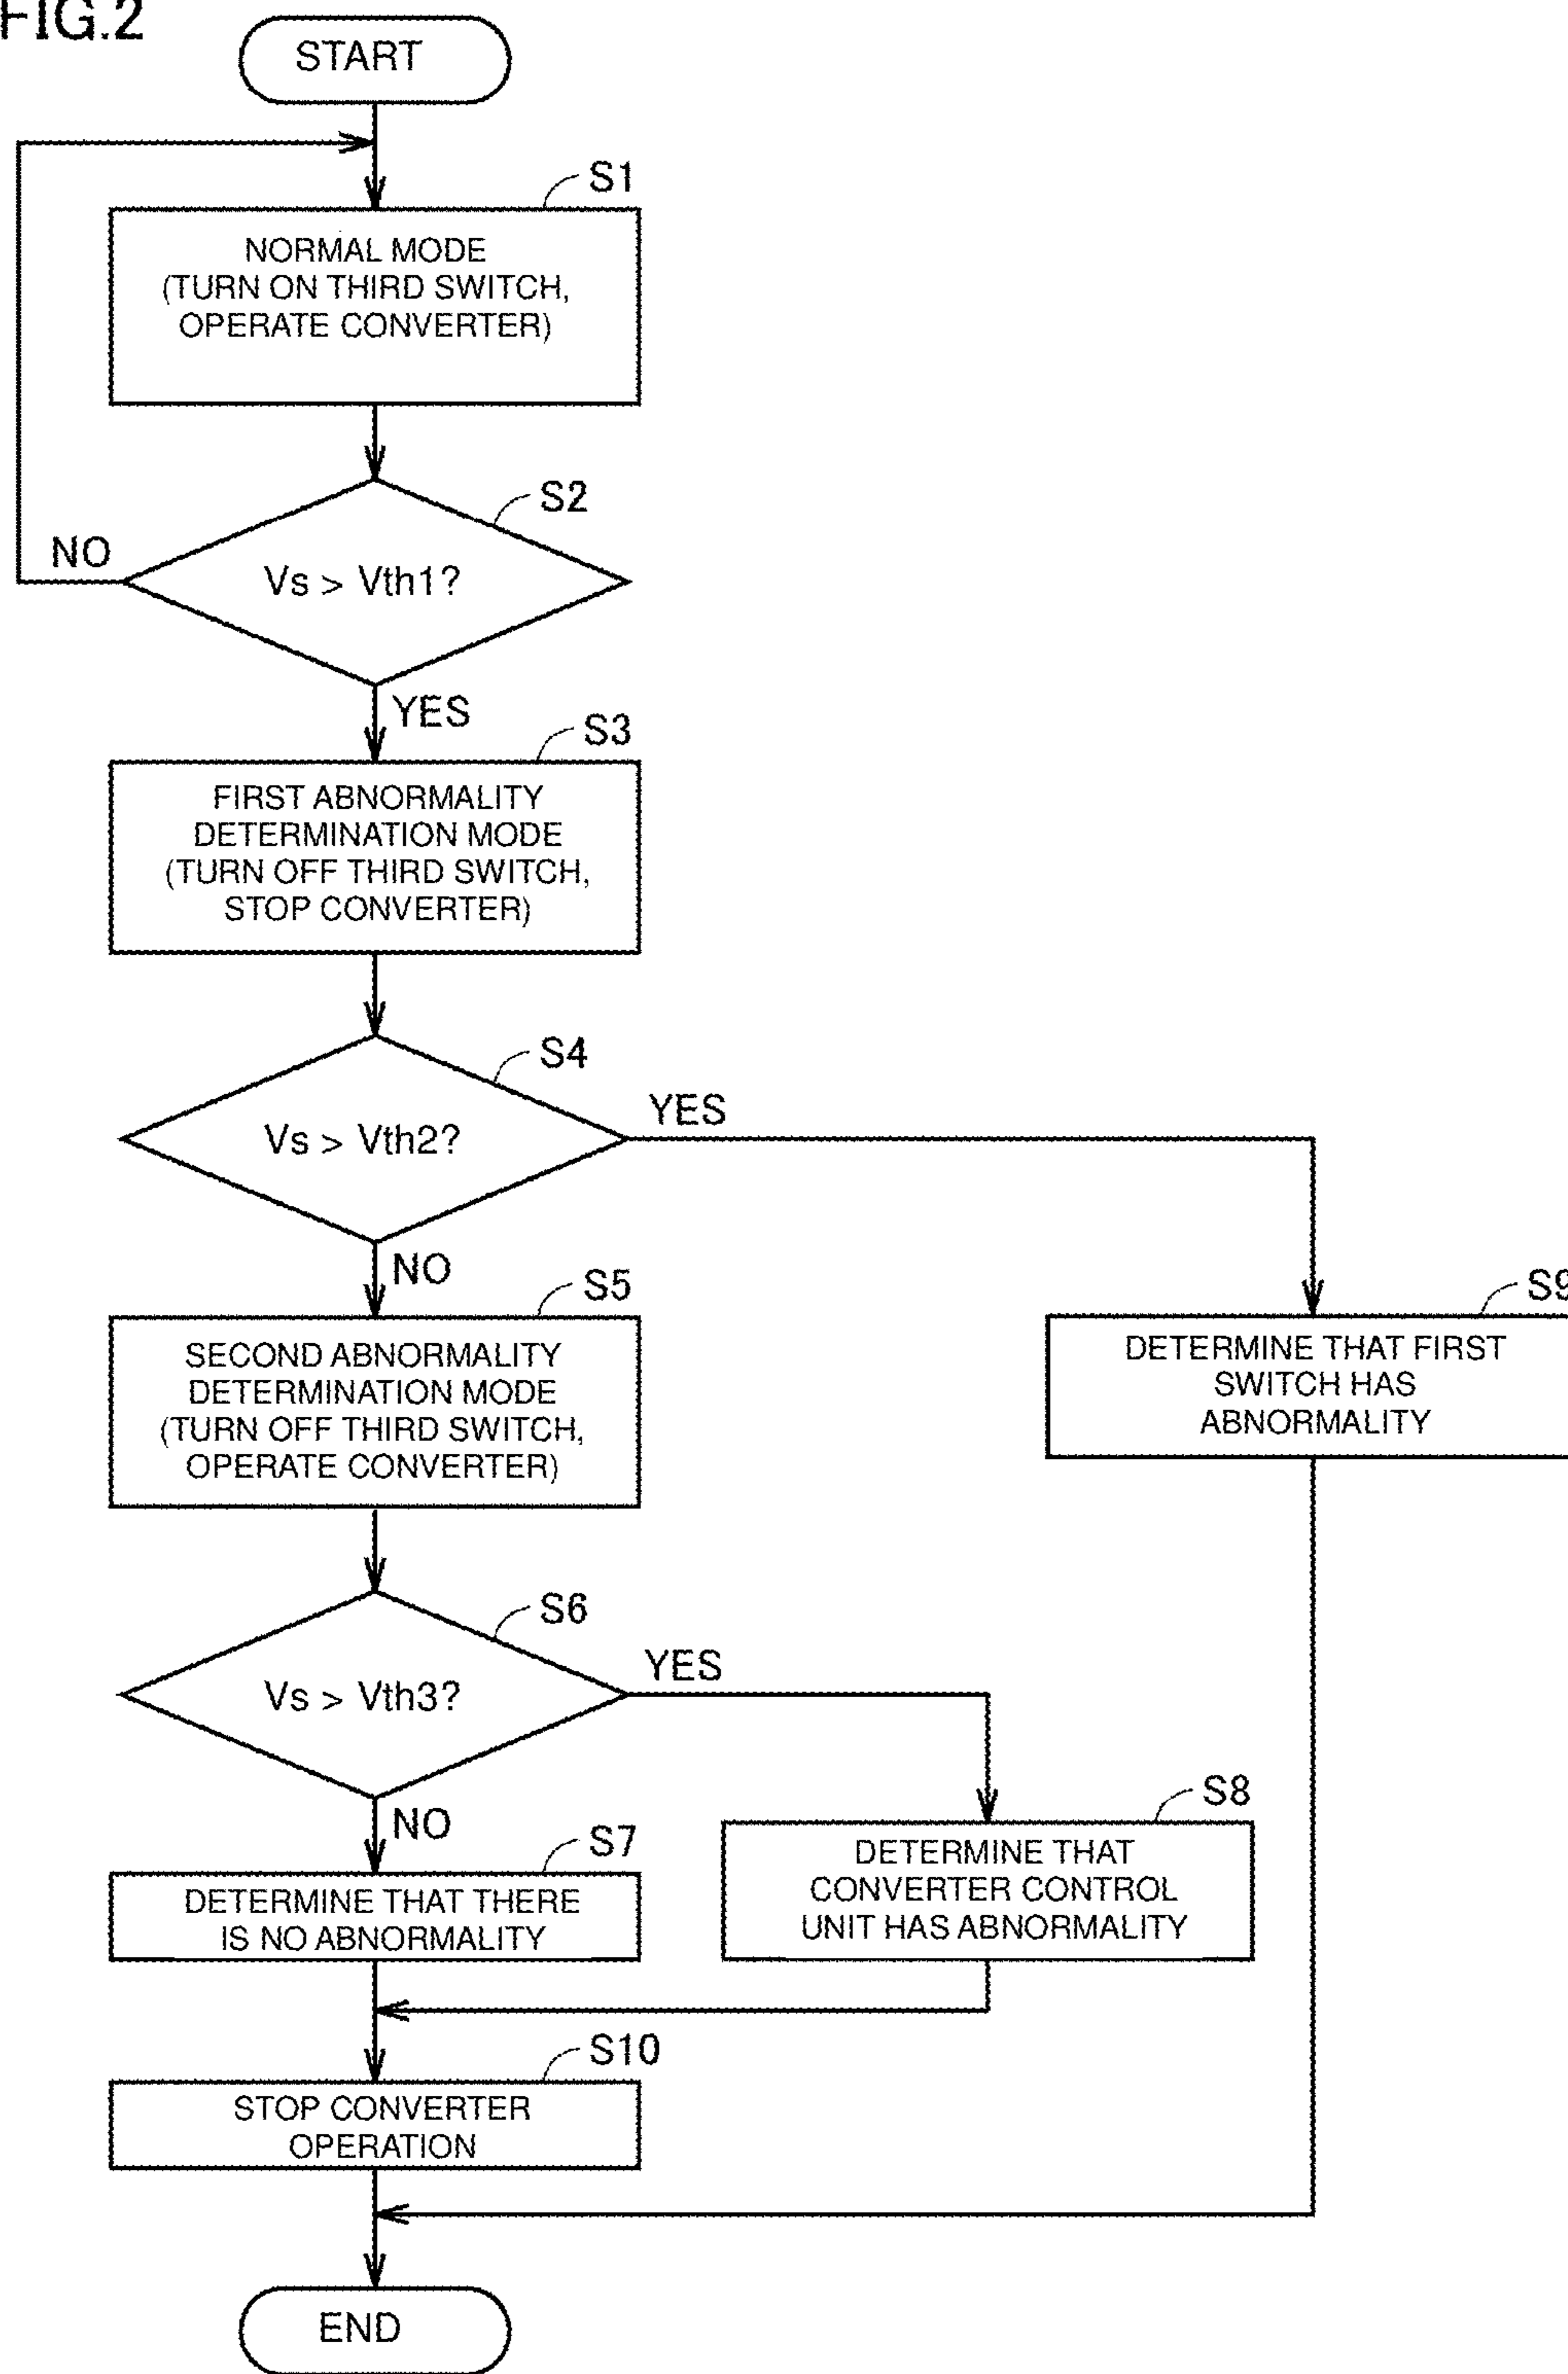 FIG.2
START
S1
NORMAL MODE
(TURN ON THIRD SWITCH,
OPERATE CONVERTER)
S2
NO
Vs > Vth1?
YES
S3
FIRST ABNORMALITY
DETERMINATION MODE
(TURN OFF THIRD SWITCH,
STOP CONVERTER)
S4
YES
Vs > Vth2?
NO
S5
SECOND ABNORMALITY
DETERMINATION MODE
(TURN OFF THIRD SWITCH,
OPERATE CONVERTER)
S9
DETERMINE THAT FIRST
SWITCH HAS
ABNORMALITY
S6
YES
Vs > Vth3?
NO
S7
DETERMINE THAT THERE
IS NO ABNORMALITY
S8
DETERMINE THAT
CONVERTER CONTROL
UNIT HAS ABNORMALITY
S10
STOP CONVERTER
OPERATION
END